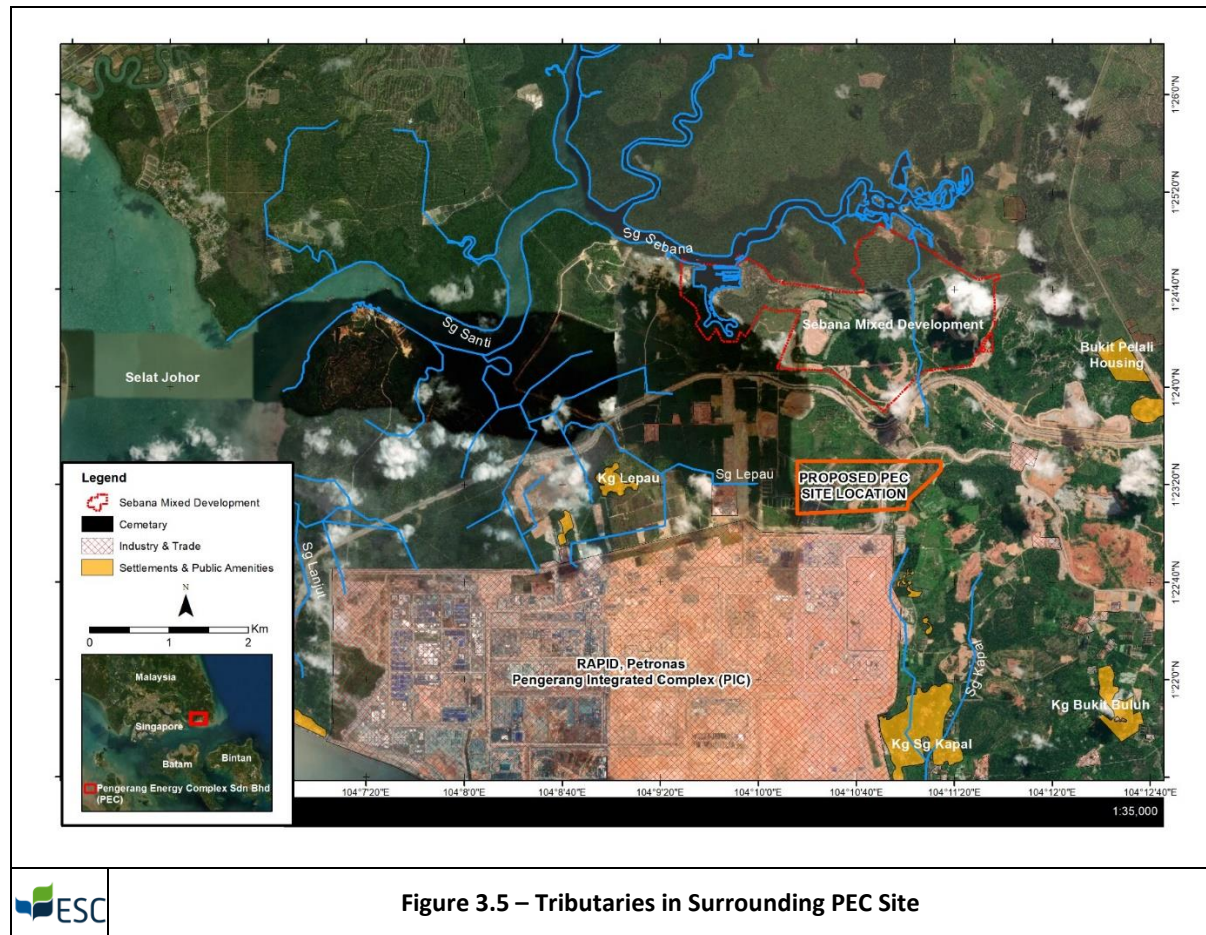 1°26'0"N
1°25'20"N
Sg Sebana
1°24'40"N
Sebana Mixed Development
Sg Santi
Bukit Pelali
Housing
Selat Johor
1°24'0"N
Kg Lepau
Sg Lepau
PROPOSED PEC
SITE LOCATION
1°23'20"N
Sg Lanjut
1°22'40"N
RAPID, Petronas
Pengerang Integrated Complex (PIC)
Sg Kapal
1°22'0"N
Kg Bukit Buluh
Kg Sg Kapal
Legend
Sebana Mixed Development
Cemetary
Industry & Trade
Settlements & Public Amenities
N
Km
0 1 2
Malaysia
Singapore
Batam
Bintan
Pengerang Energy Complex Sdn Bhd
(PEC)
104°7'20"E 104°8'0"E 104°8'40"E 104°9'20"E 104°10'0"E 104°10'40"E 104°11'20"E 104°12'0"E 104°12'40"E
1:35,000
ESC
Figure 3.5 – Tributaries in Surrounding PEC Site